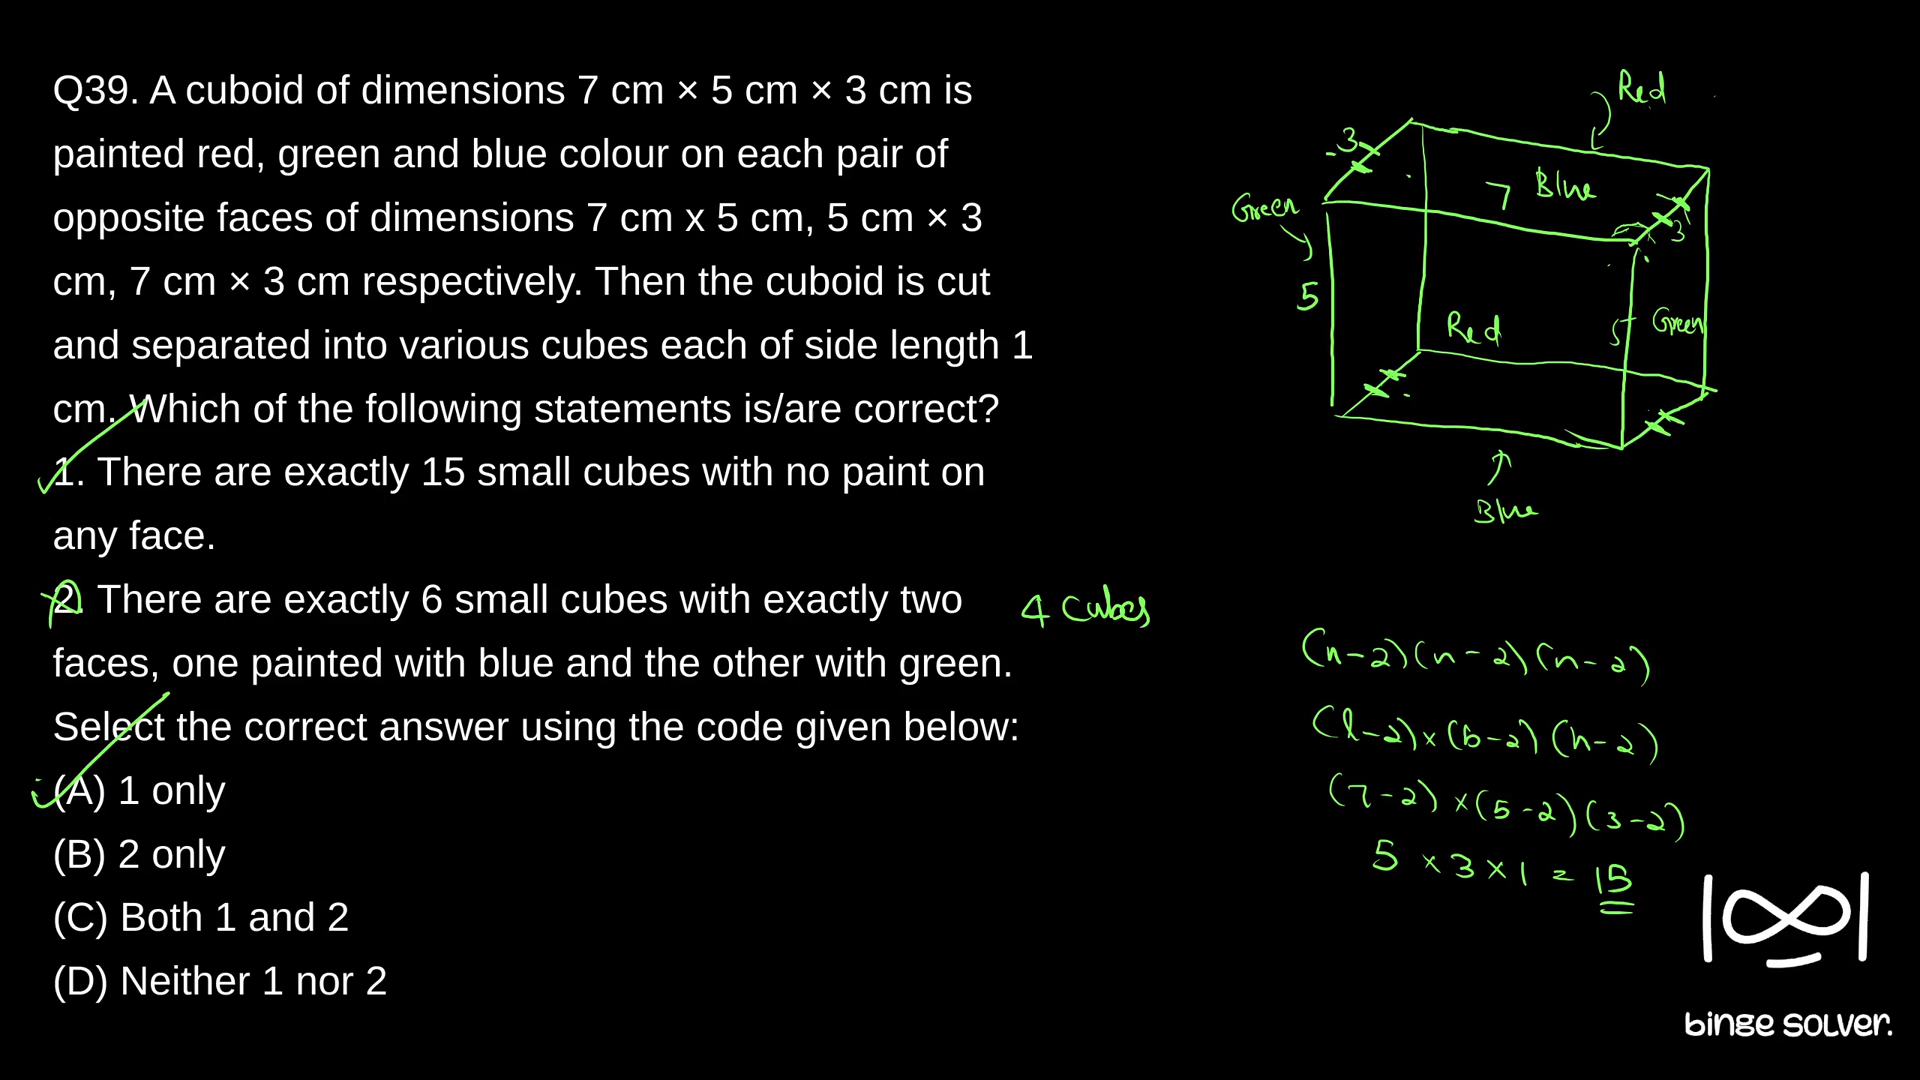 Q39. A cuboid of dimensions 7 cm × 5 cm × 3 cm is
painted red, green and blue colour on each pair of
opposite faces of dimensions 7 cm x 5 cm, 5 cm × 3
cm, 7 cm × 3 cm respectively. Then the cuboid is cut
and separated into various cubes each of side length 1
cm. Which of the following statements is/are correct?
1. There are exactly 15 small cubes with no paint on
any face.
2. There are exactly 6 small cubes with exactly two
faces, one painted with blue and the other with green.
Select the correct answer using the code given below:
(A) 1 only
(B) 2 only
(C) Both 1 and 2
(D) Neither 1 nor 2
4 cubes
Red
3
7 Blue
Green
3
5
Red
5
Green
Blue
(n-2)(n-2)(n-2)
(l-2)×(b-2)(h-2)
(7-2)×(5-2)(3-2)
5×3×1=15
binge SOLVER.